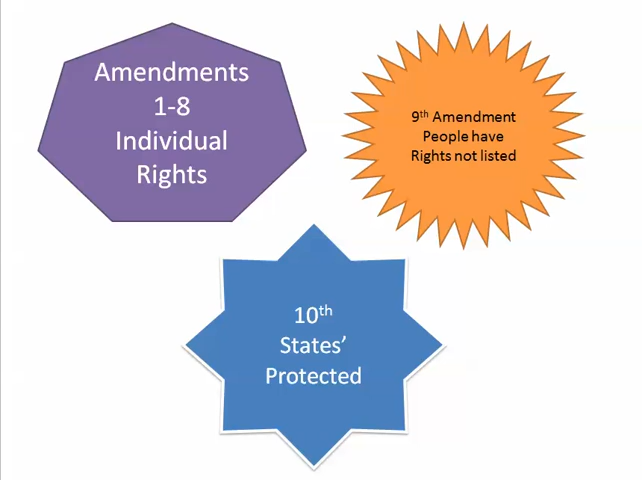 Amendments
1-8
Individual
Rights
9th Amendment
People have
Rights not listed
10th
States’
Protected